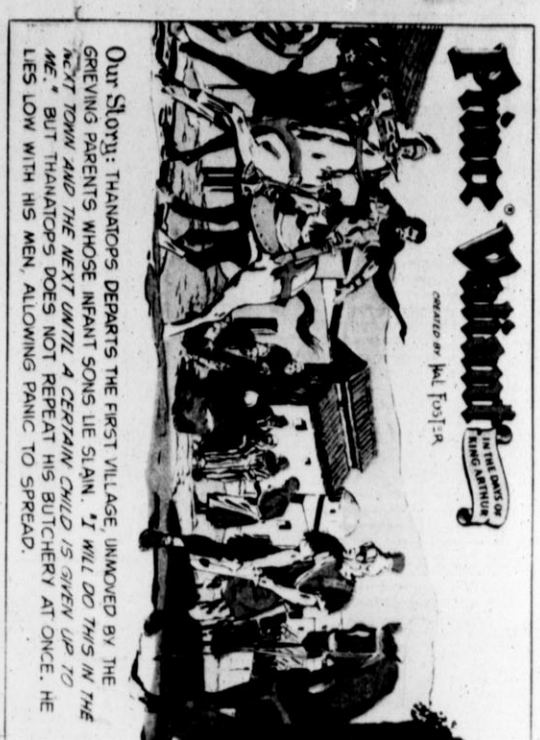 Prince Valiant®
IN THE DAYS OF
KING ARTHUR
CREATED BY HAL FOSTER
Our Story: THANATOPS DEPARTS THE FIRST VILLAGE, UNMOVED BY THE
GRIEVING PARENTS WHOSE INFANT SONS LIE SLAIN. "I WILL DO THIS IN THE
NEXT TOWN AND THE NEXT UNTIL A CERTAIN CHILD IS GIVEN UP TO
ME." BUT THANATOPS DOES NOT REPEAT HIS BUTCHERY AT ONCE. HE
LIES LOW WITH HIS MEN, ALLOWING PANIC TO SPREAD.